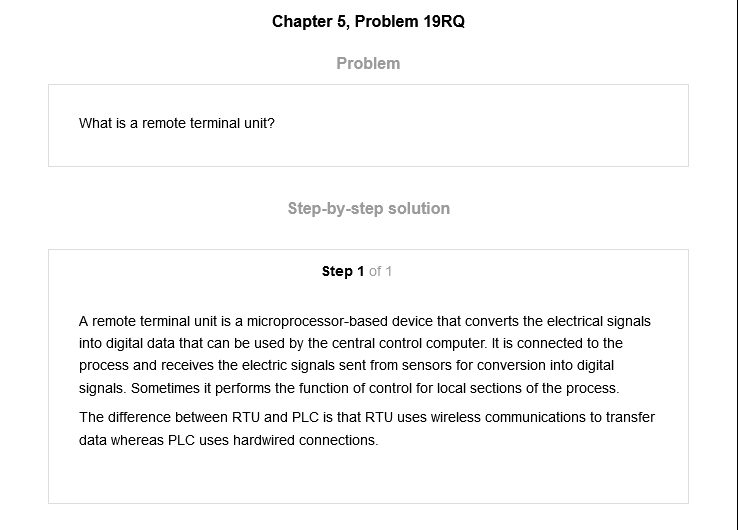 Chapter 5, Problem 19RQ
Problem
What is a remote terminal unit?
Step-by-step solution
Step 1 of 1
A remote terminal unit is a microprocessor-based device that converts the electrical signals
into digital data that can be used by the central control computer. It is connected to the
process and receives the electric signals sent from sensors for conversion into digital
signals. Sometimes it performs the function of control for local sections of the process.
The difference between RTU and PLC is that RTU uses wireless communications to transfer
data whereas PLC uses hardwired connections.